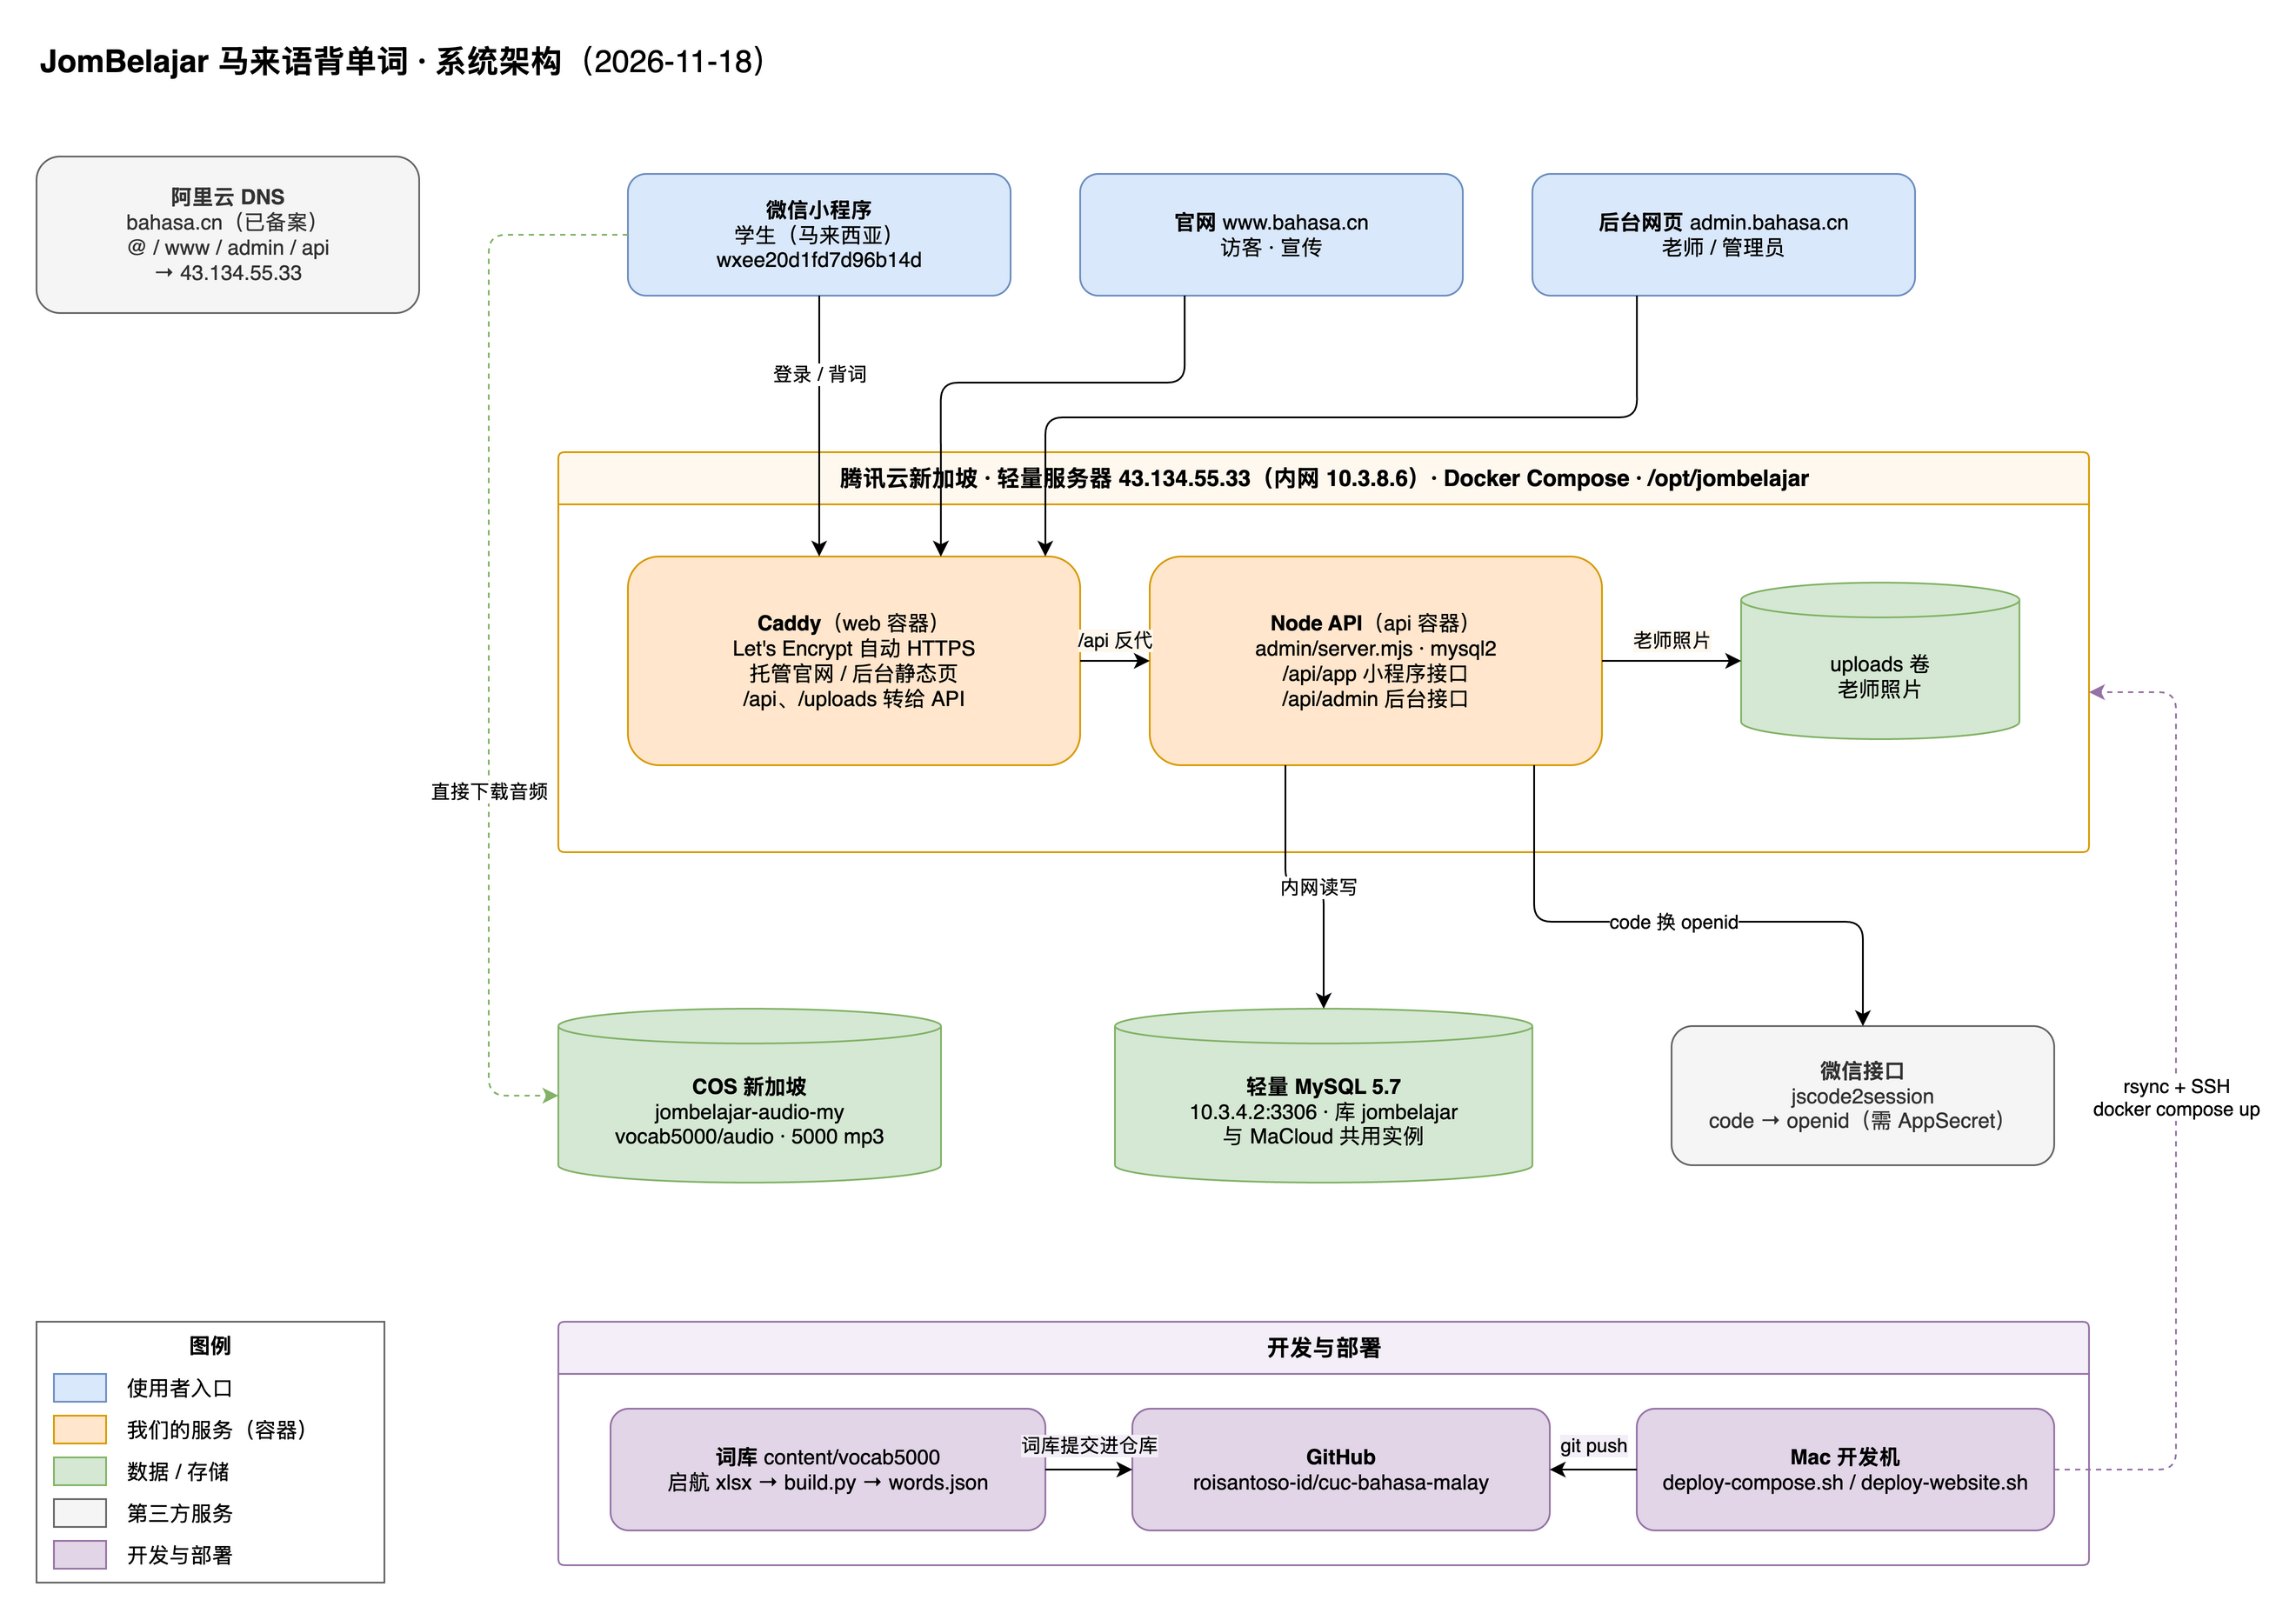 JomBelajar 马来语背单词 · 系统架构（2026-11-18）
阿里云 DNS
bahasa.cn（已备案）
@ / www / admin / api
→ 43.134.55.33
微信小程序
学生（马来西亚）
wxee20d1fd7d96b14d
官网 www.bahasa.cn
访客 · 宣传
后台网页 admin.bahasa.cn
老师 / 管理员
登录 / 背词
腾讯云新加坡 · 轻量服务器 43.134.55.33（内网 10.3.8.6）· Docker Compose · /opt/jombelajar
Caddy（web 容器）
Let's Encrypt 自动 HTTPS
托管官网 / 后台静态页
/api、/uploads 转给 API
/api 反代
Node API（api 容器）
admin/server.mjs · mysql2
/api/app 小程序接口
/api/admin 后台接口
老师照片
uploads 卷
老师照片
直接下载音频
内网读写
code 换 openid
COS 新加坡
jombelajar-audio-my
vocab5000/audio · 5000 mp3
轻量 MySQL 5.7
10.3.4.2:3306 · 库 jombelajar
与 MaCloud 共用实例
微信接口
jscode2session
code → openid（需 AppSecret）
rsync + SSH
docker compose up
图例
使用者入口
我们的服务（容器）
数据 / 存储
第三方服务
开发与部署
开发与部署
词库 content/vocab5000
启航 xlsx → build.py → words.json
词库提交进仓库
GitHub
roisantoso-id/cuc-bahasa-malay
git push
Mac 开发机
deploy-compose.sh / deploy-website.sh